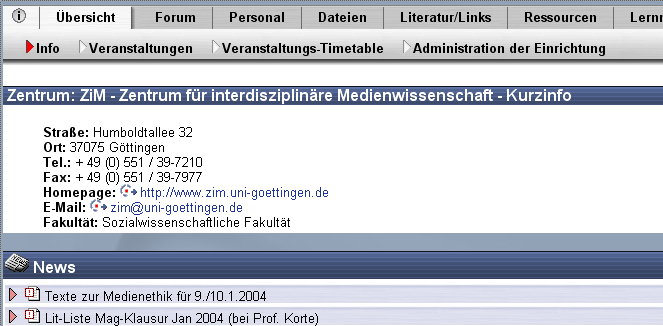 Übersicht Forum Personal Dateien Literatur/Links Ressourcen
Info Veranstaltungen Veranstaltungs-Timetable Administration der Einrichtung
Zentrum: ZiM - Zentrum für interdisziplinäre Medienwissenschaft - Kurzinfo
Straße: Humboldtallee 32
Ort: 37075 Göttingen
Tel.: + 49 (0) 551 / 39-7210
Fax: + 49 (0) 551 / 39-7977
Homepage: http://www.zim.uni-goettingen.de
E-Mail: zim@uni-goettingen.de
Fakultät: Sozialwissenschaftliche Fakultät
News
Texte zur Medienethik für 9./10.1.2004
Lit-Liste Mag-Klausur Jan 2004 (bei Prof. Korte)